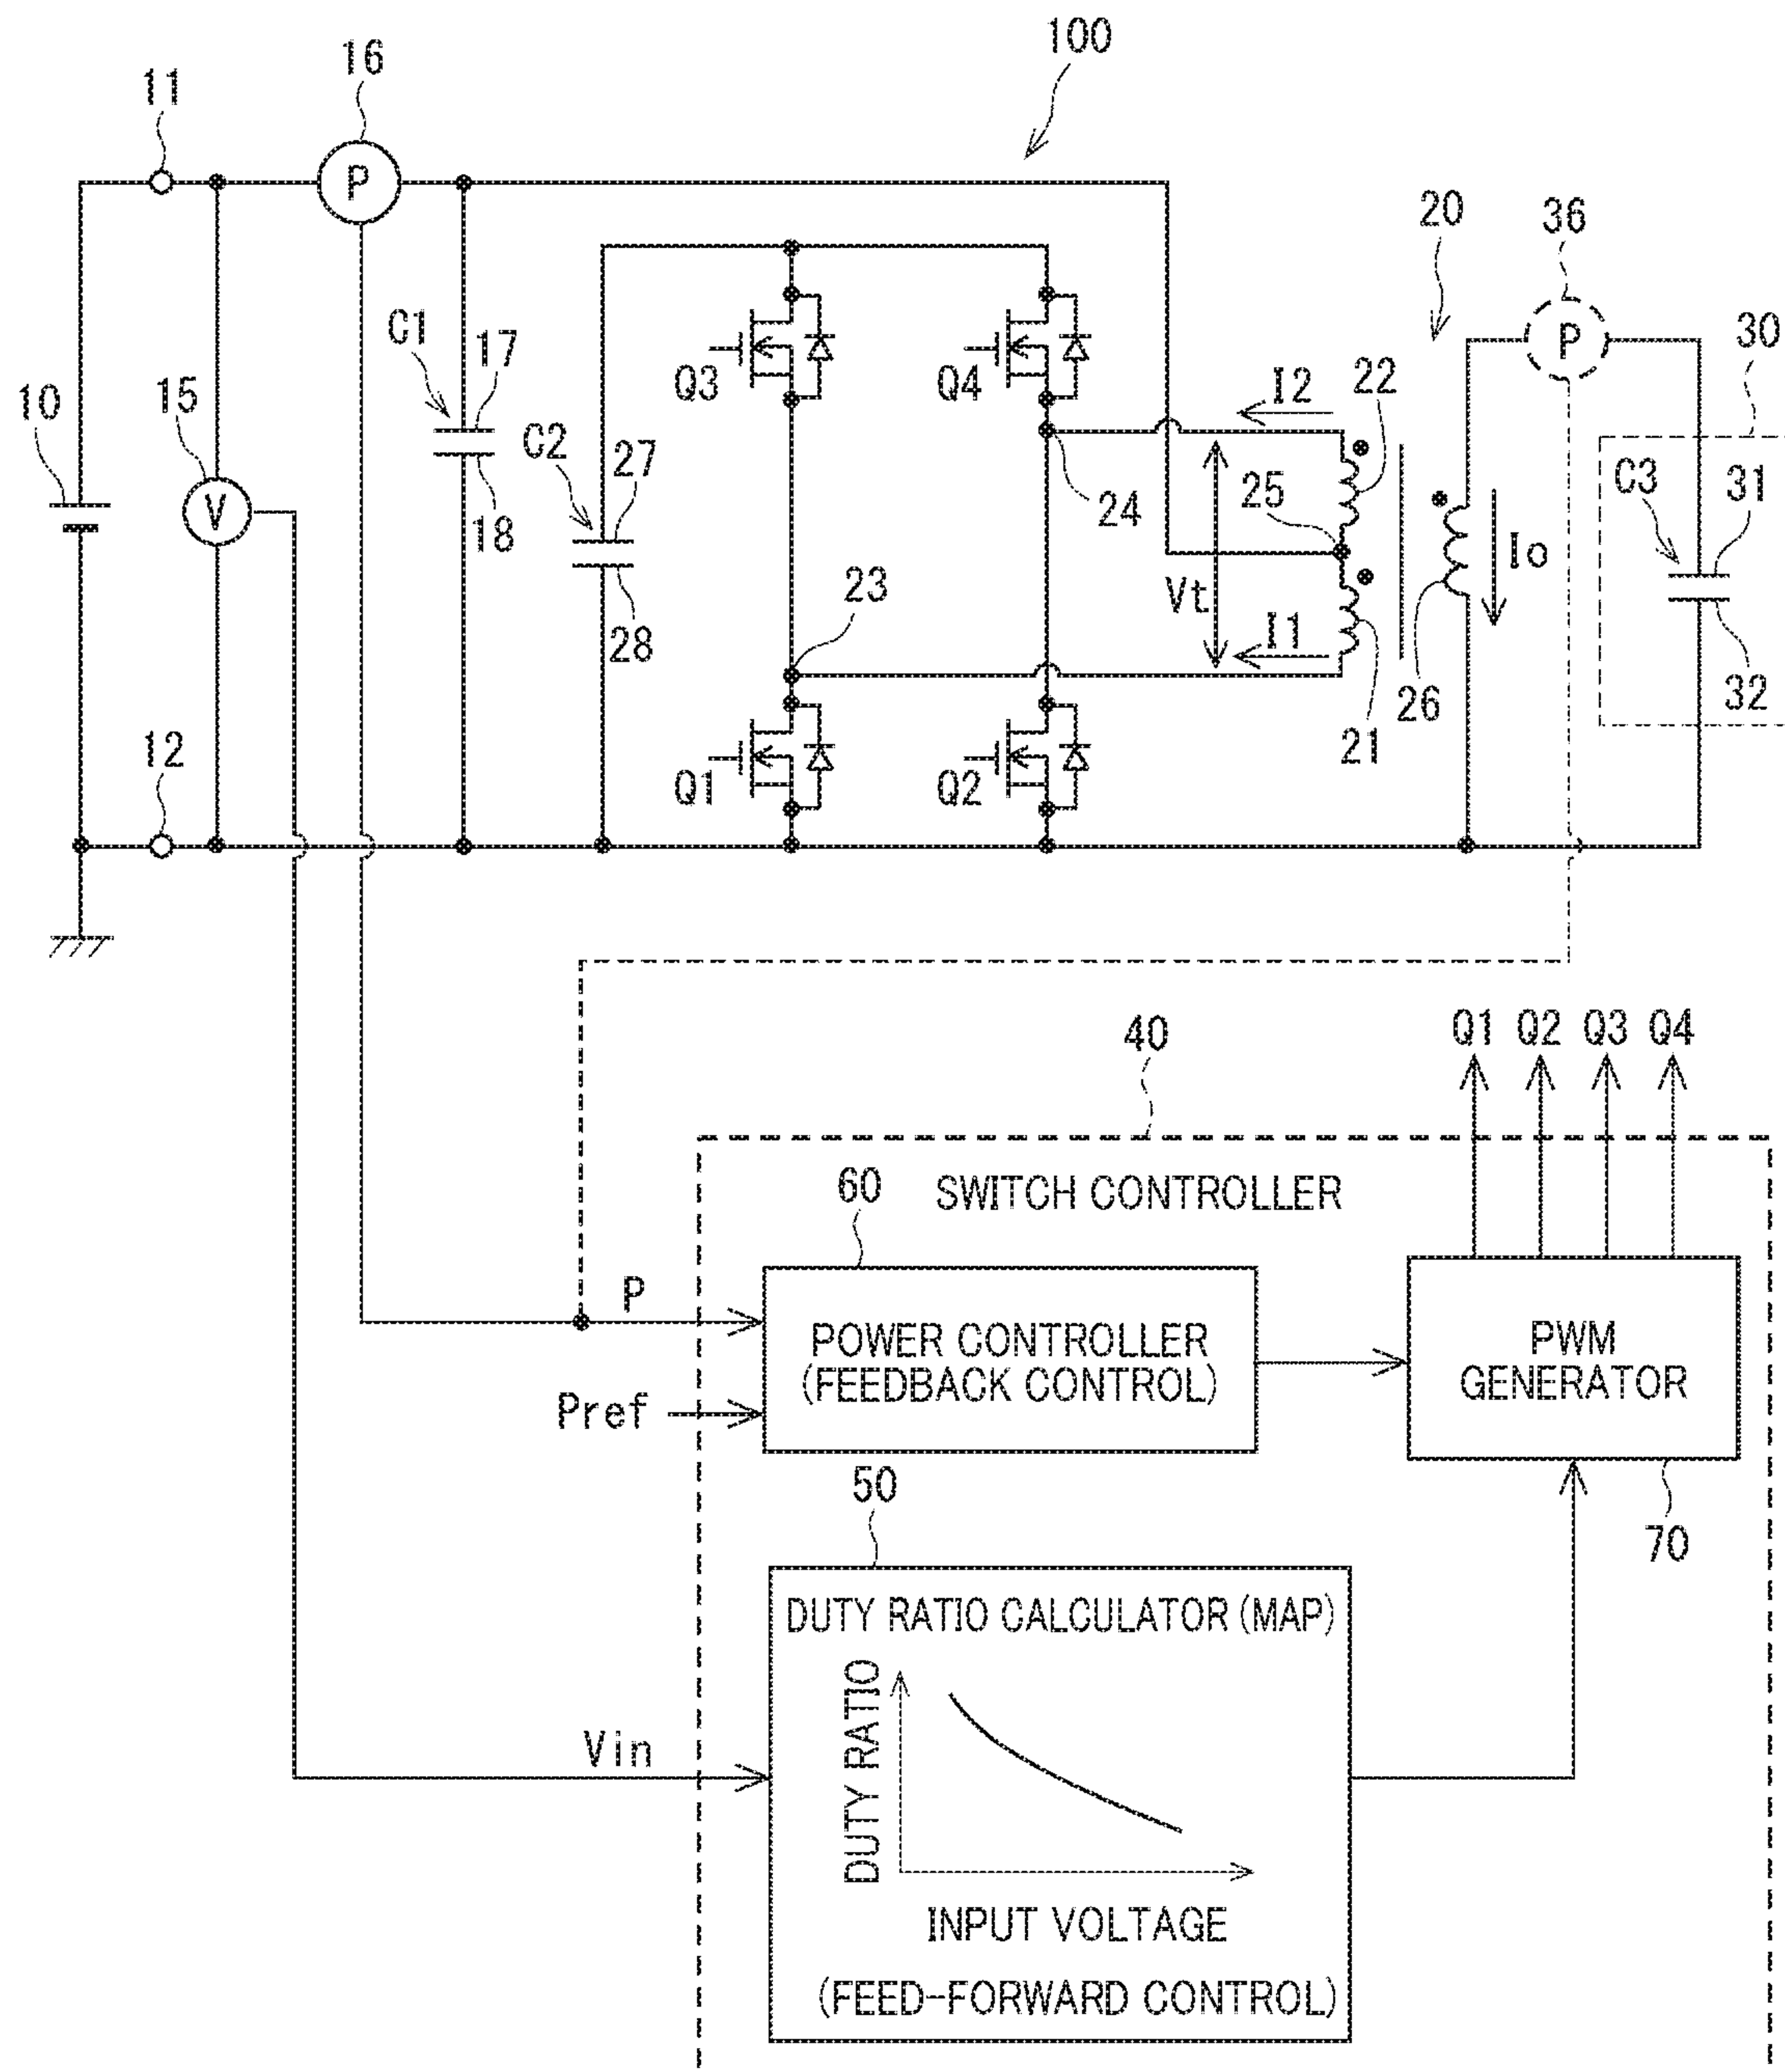 100
16
11
P
20
36
P
30
C1
17
Q3
Q4
I2
22
10
15
C2
27
25
C3
31
V
18
24
Io
23
Vt
28
I1
26
32
Q1
Q2
21
12
40
Q1 Q2 Q3 Q4
60
SWITCH CONTROLLER
P
POWER CONTROLLER
(FEEDBACK CONTROL)
PWM
GENERATOR
Pref
50
70
DUTY RATIO CALCULATOR (MAP)
DUTY RATIO
Vin
INPUT VOLTAGE
(FEED-FORWARD CONTROL)